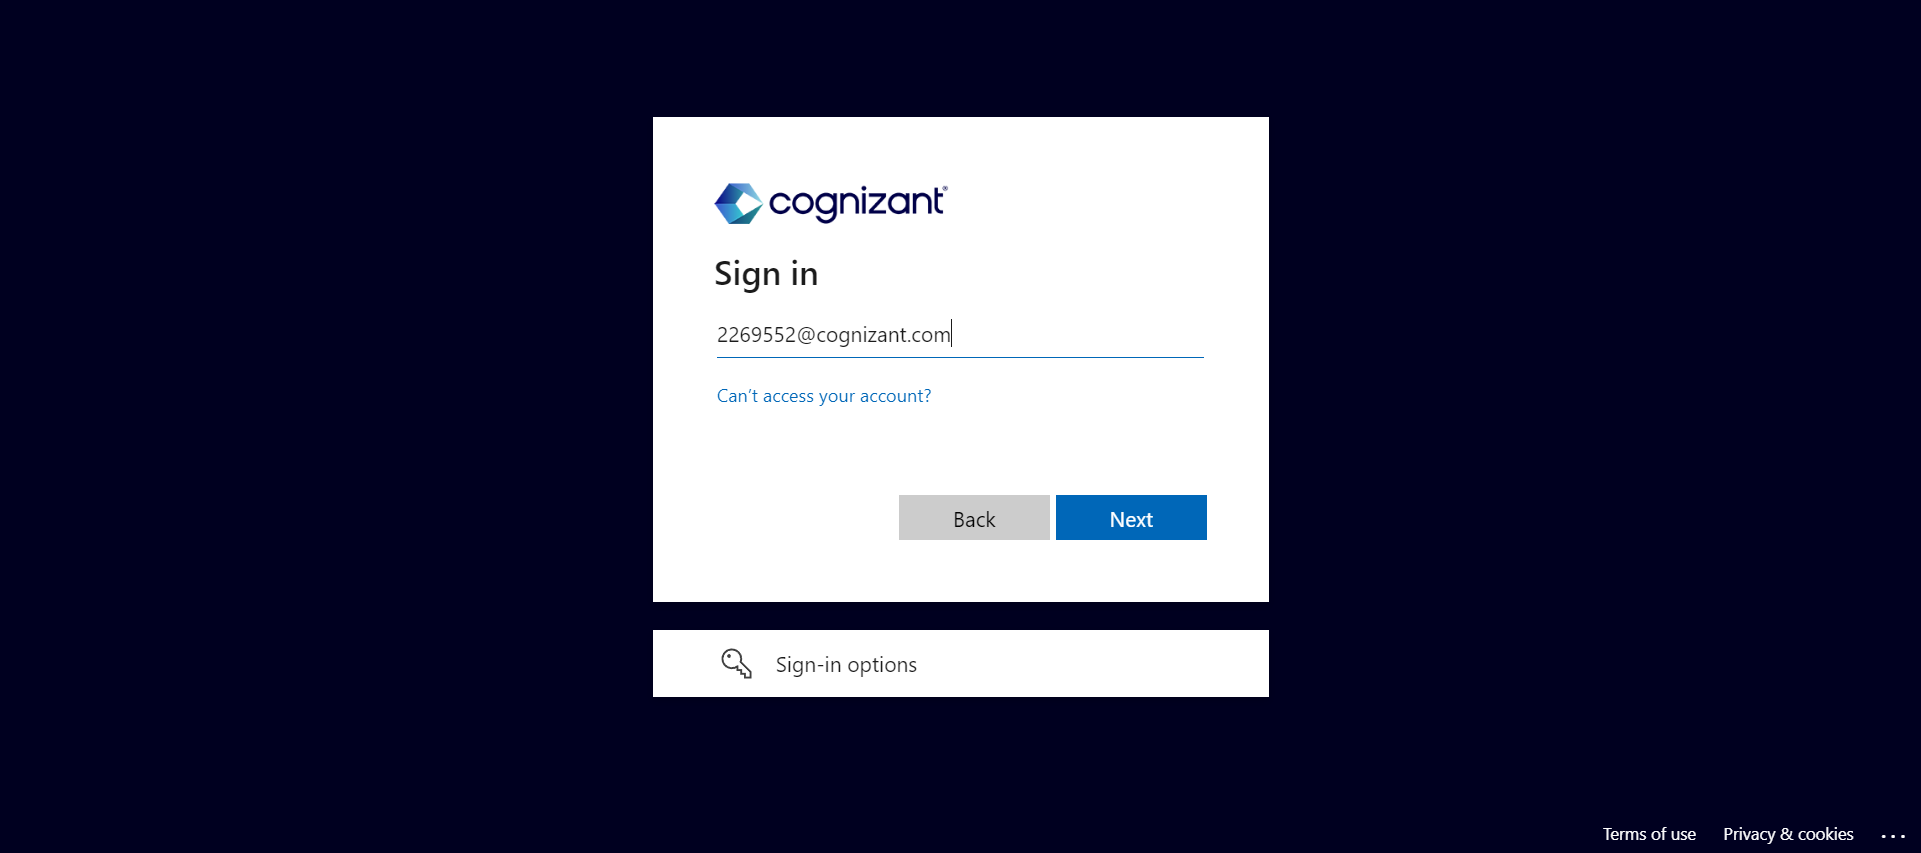 cognizant®
Sign in
2269552@cognizant.com
Can't access your account?
Back
Next
Sign-in options
Terms of use
Privacy & cookies
...